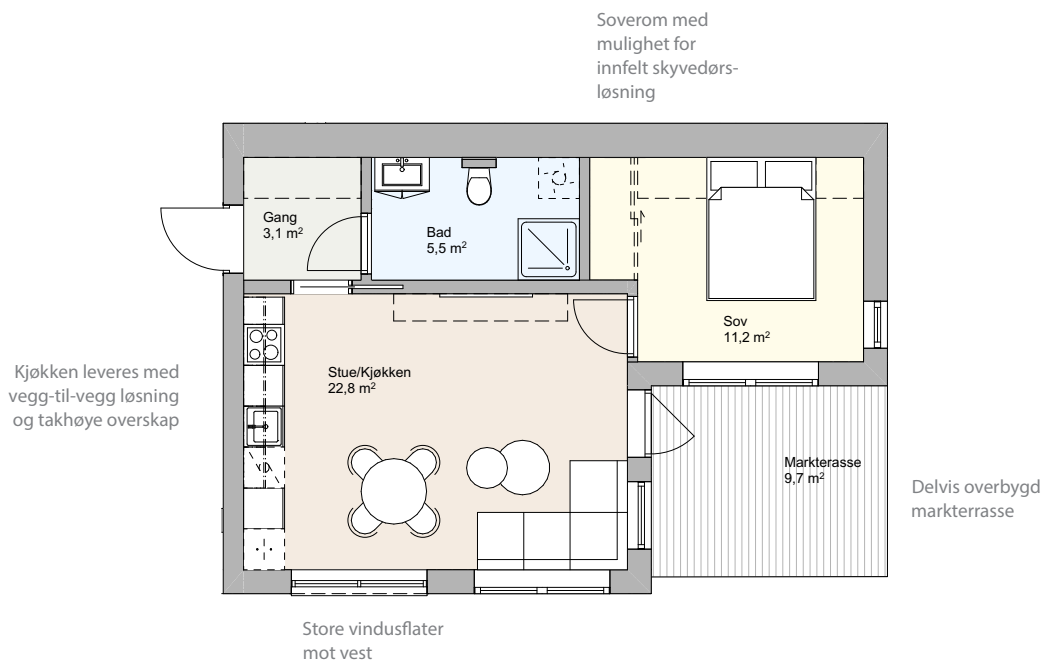 Soverom med
mulighet for
innfelt skyvedørs-
løsning
Gang
3,1 m²
Bad
5,5 m²
Sov
11,2 m²
Kjøkken leveres med
vegg-til-vegg løsning
og takhøye overskap
Stue/Kjøkken
22,8 m²
Markterasse
9,7 m²
Delvis overbygd
markterrasse
Store vindusflater
mot vest